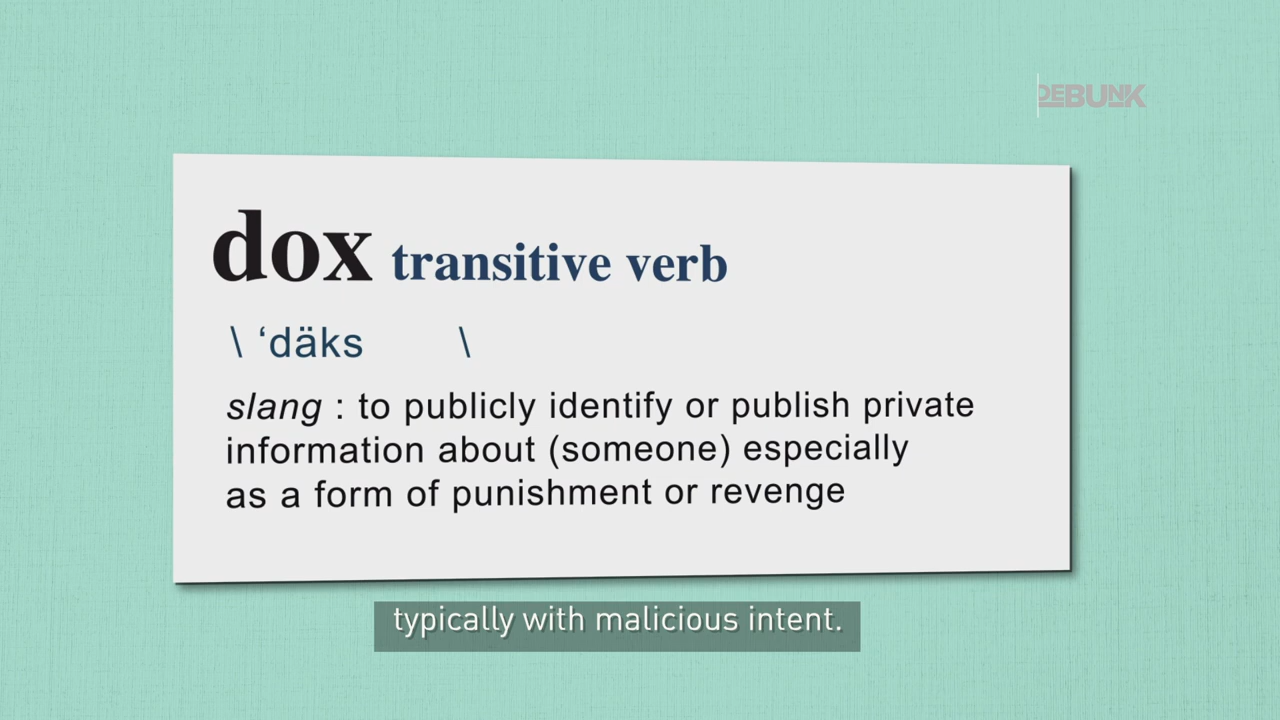 DEBUNK
dox transitive verb
\ ‘däks \
slang : to publicly identify or publish private
information about (someone) especially
as a form of punishment or revenge
typically with malicious intent.